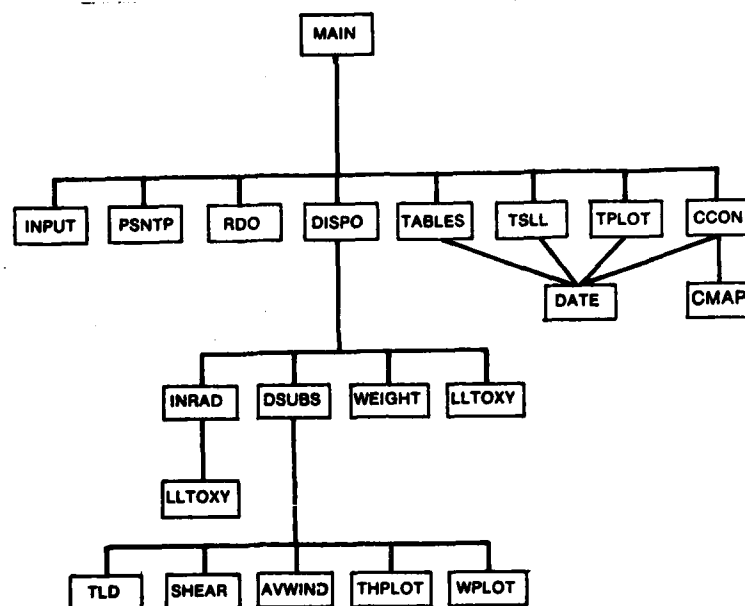 MAIN
INPUT PSNTP RDO DISPO TABLES TSLL TPLOT CCON
DATE CMAP
INRAD DSUBS WEIGHT LLTOXY
LLTOXY
TLD SHEAR AVWIND THPLOT WPLOT